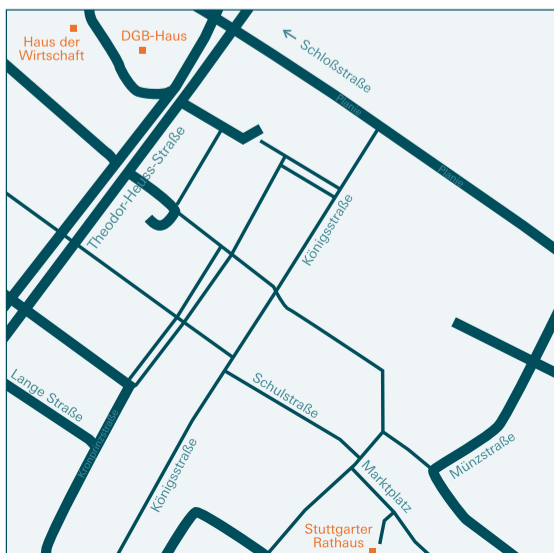 Haus der
Wirtschaft
DGB-Haus
← Schloßstraße
Planie
Planie
Theodor-Heuss-Straße
Königsstraße
Lange Straße
Kronprinzstraße
Schulstraße
Königsstraße
Marktplatz
Münzstraße
Stuttgarter
Rathaus